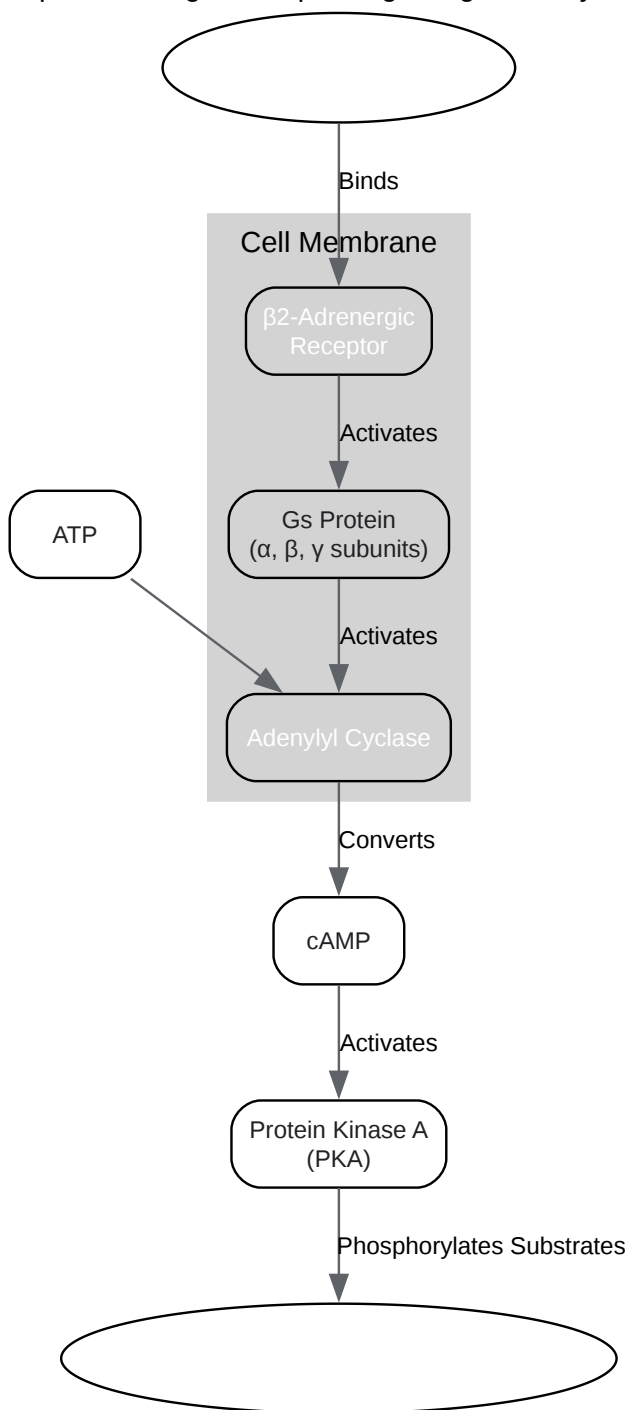 Binds
Cell Membrane
β2-Adrenergic
Receptor
Activates
ATP
Gs Protein
(α, β, γ subunits)
Activates
Adenylyl Cyclase
Converts
cAMP
Activates
Protein Kinase A
(PKA)
Phosphorylates Substrates